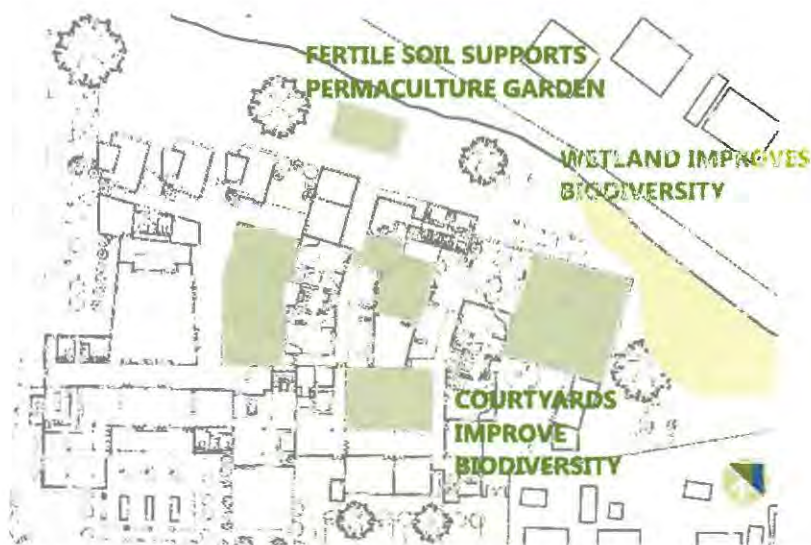 FERTILE SOIL SUPPORTS
PERMACULTURE GARDEN
WETLAND IMPROVES
BIODIVERSITY
COURTYARDS
IMPROVE
BIODIVERSITY